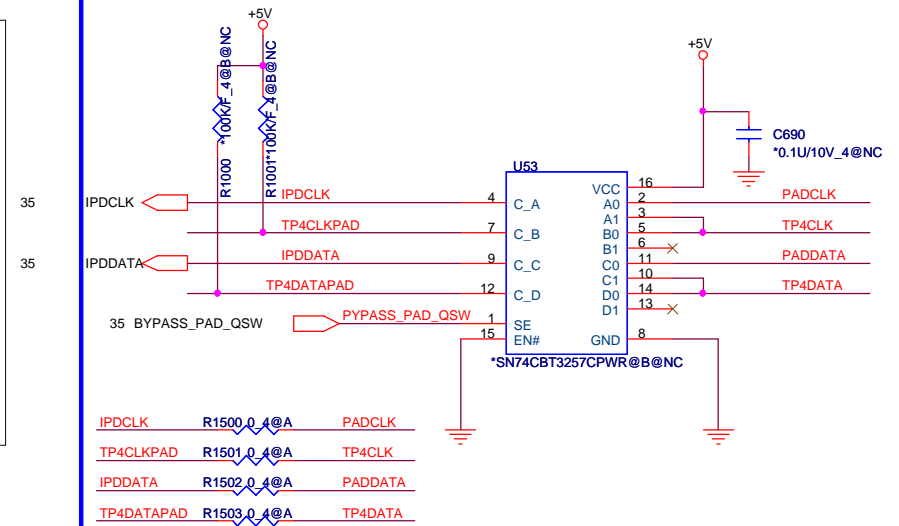 +5V
+5V
R1000 *100K/F_4@B@NC
R1001*100K/F_4@B@NC
C690
*0.1U/10V_4@NC
U53
35 IPDCLK IPDCLK 4 C_A
TP4CLKPAD 7 C_B
35 IPDDATA IPDDATA 9 C_C
TP4DATAPAD 12 C_D
35 BYPASS_PAD_QSW PYPASS_PAD_QSW 1 SE
15 EN#
VCC 16
A0 2 PADCLK
A1 3
B0 5 TP4CLK
B1 6
C0 11 PADDATA
C1 10
D0 14 TP4DATA
D1 13
GND 8
*SN74CBT3257CPWR@B@NC
IPDCLK R1500 0_4@A PADCLK
TP4CLKPAD R1501 0_4@A TP4CLK
IPDDATA R1502 0_4@A PADDATA
TP4DATAPAD R1503 0_4@A TP4DATA